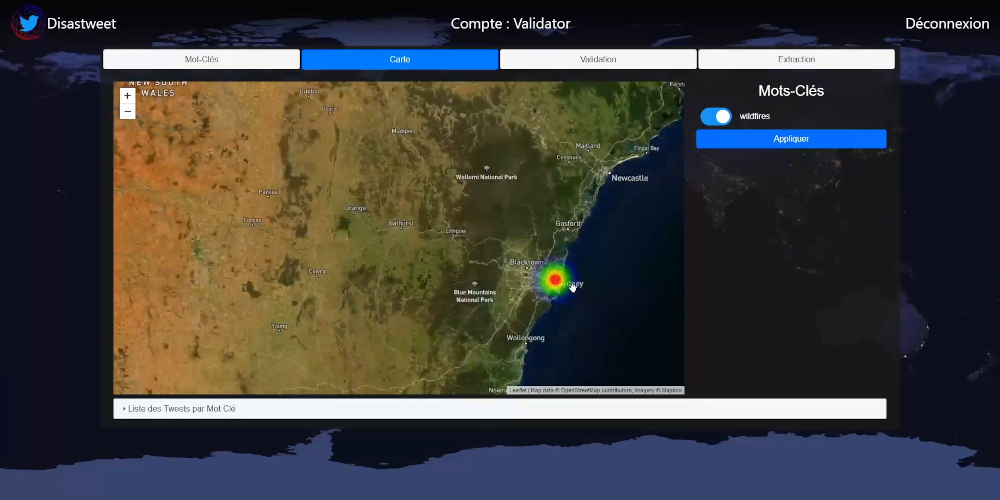 Disastweet
Compte : Validator
Déconnexion
Mot-Clés
Carte
Validation
Extraction
NEW SOUTH
WALES
+
−
Dubbo
Mudgee
Maitland
Cessnock
Fingal Bay
Newcastle
Wollemi National Park
Parkes
Forbes
Orange
Bathurst
Lithgow
Gosford
Blacktown
Cowra
Blue Mountains
National Park
Young
Wollongong
Leaflet | Map data © OpenStreetMap contributors, Imagery © Mapbox
Mots-Clés
wildfires
Appliquer
Liste des Tweets par Mot Clé